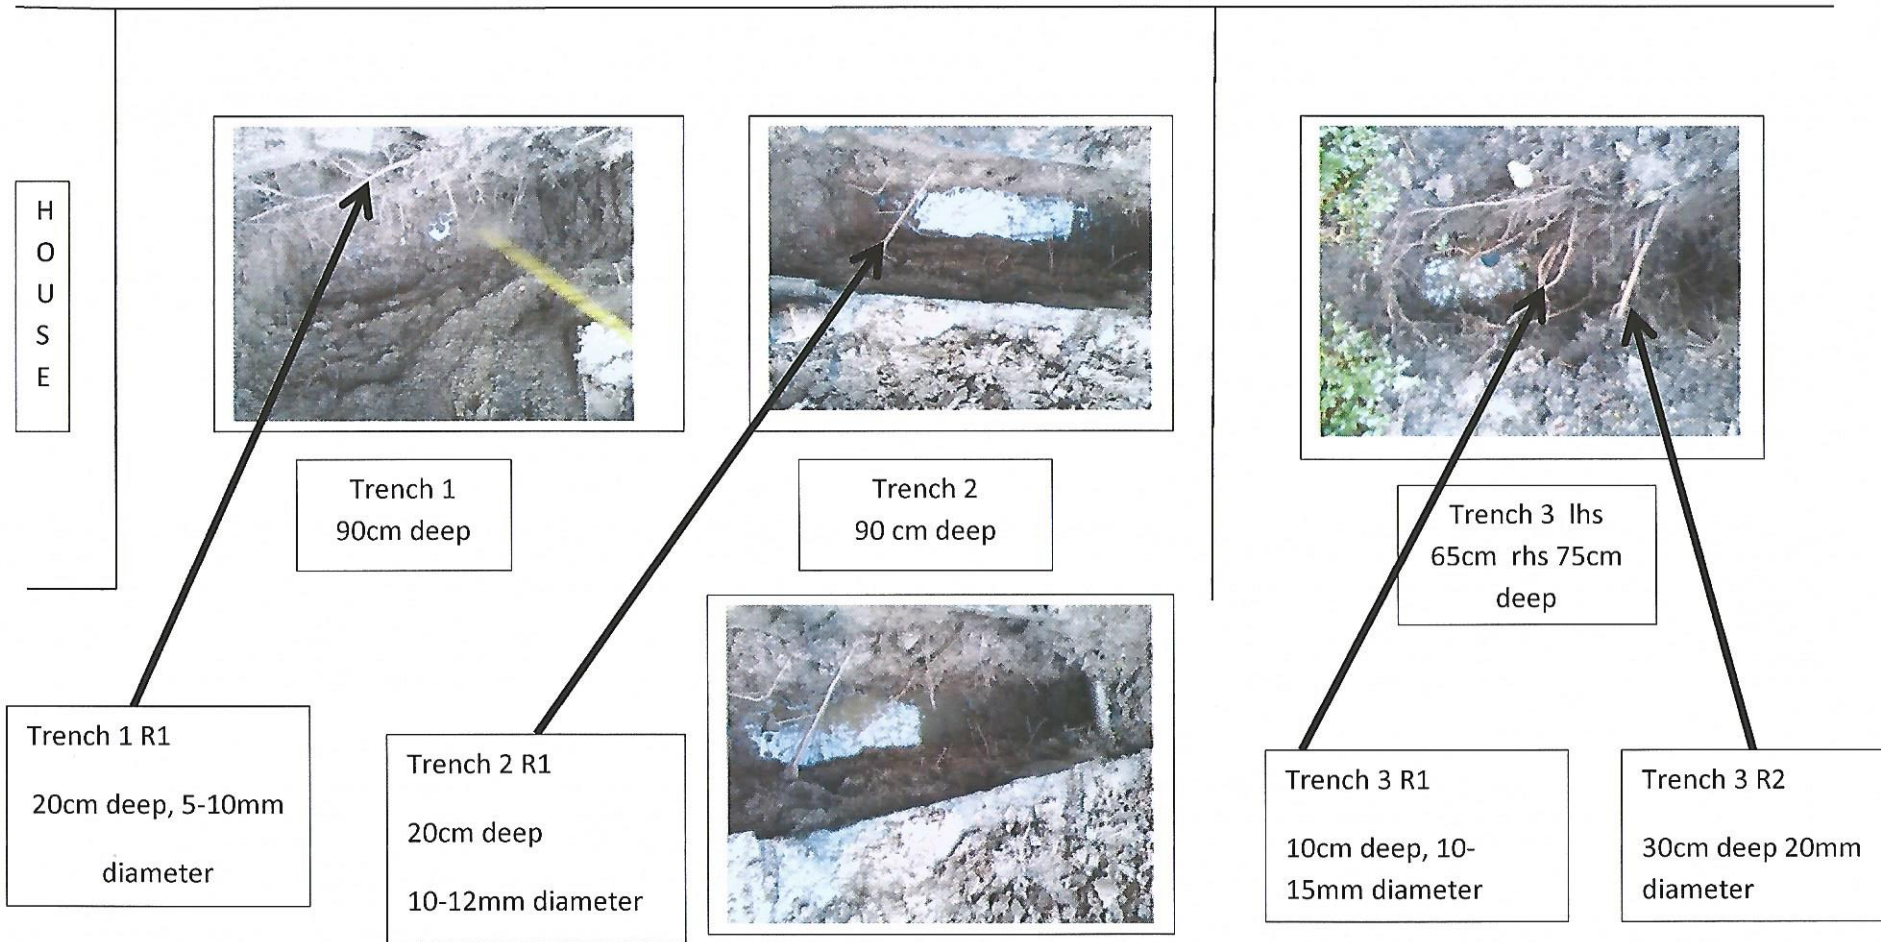 H
O
U
S
E
Trench 1
90cm deep
Trench 2
90 cm deep
Trench 3 lhs
65cm rhs 75cm
deep
Trench 1 R1
20cm deep, 5-10mm
diameter
Trench 2 R1
20cm deep
10-12mm diameter
Trench 3 R1
10cm deep, 10-
15mm diameter
Trench 3 R2
30cm deep 20mm
diameter